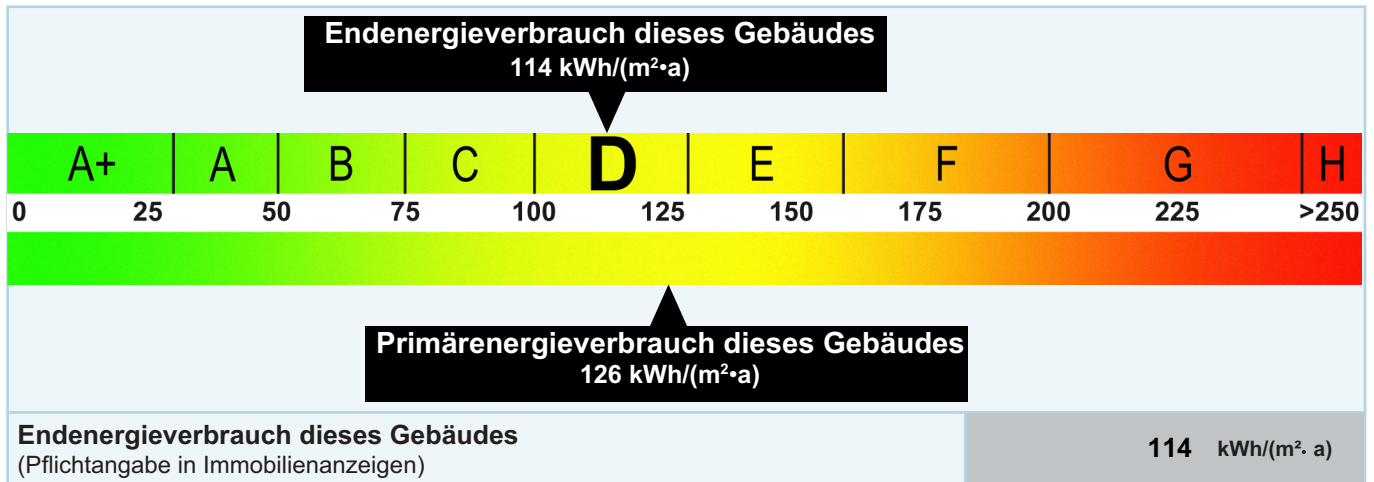 Endenergieverbrauch dieses Gebäudes
114 kWh/(m²•a)
A+ A B C D E F G H
0 25 50 75 100 125 150 175 200 225 >250
Primärenergieverbrauch dieses Gebäudes
126 kWh/(m²•a)
Endenergieverbrauch dieses Gebäudes
(Pflichtangabe in Immobilienanzeigen)
114 kWh/(m²· a)